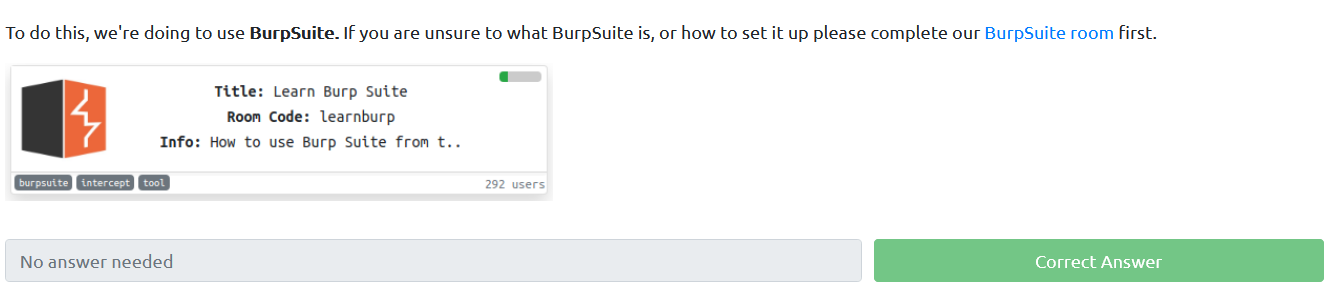 To do this, we're doing to use BurpSuite. If you are unsure to what BurpSuite is, or how to set it up please complete our BurpSuite room first.
Title: Learn Burp Suite
Room Code: learnburp
Info: How to use Burp Suite from t..
burpsuite intercept tool 292 users
No answer needed Correct Answer